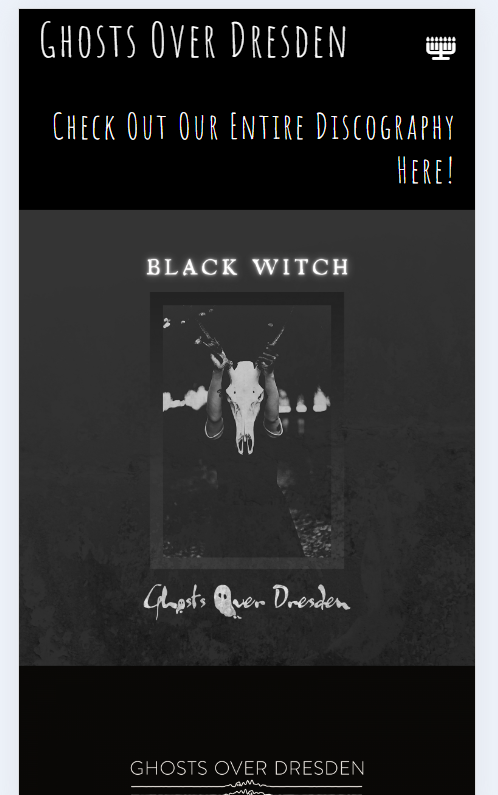 Ghosts Over Dresden
Check Out Our Entire Discography
Here!
BLACK WITCH
Ghosts Over Dresden
GHOSTS OVER DRESDEN